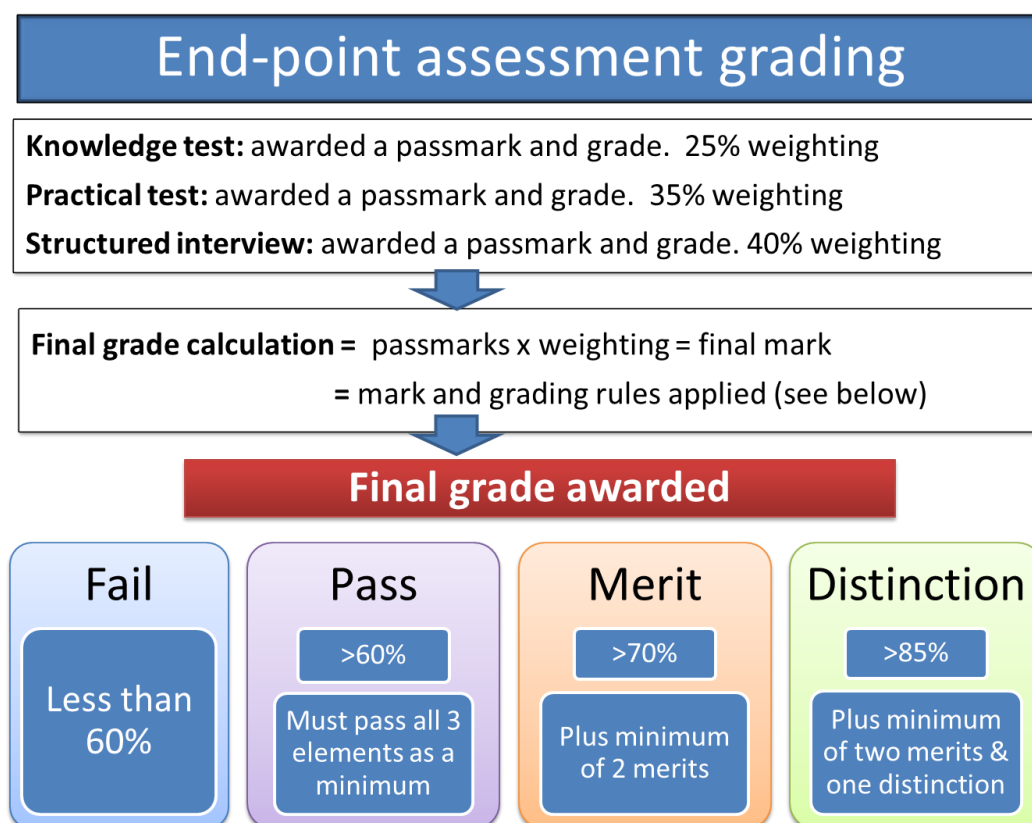 End-point assessment grading
Knowledge test: awarded a passmark and grade.  25% weighting
Practical test: awarded a passmark and grade.  35% weighting
Structured interview: awarded a passmark and grade. 40% weighting
Final grade calculation =  passmarks x weighting = final mark
= mark and grading rules applied (see below)
Final grade awarded
Fail
Less than
60%
Pass
>60%
Must pass all 3
elements as a
minimum
Merit
>70%
Plus minimum
of 2 merits
Distinction
>85%
Plus minimum
of two merits &
one distinction